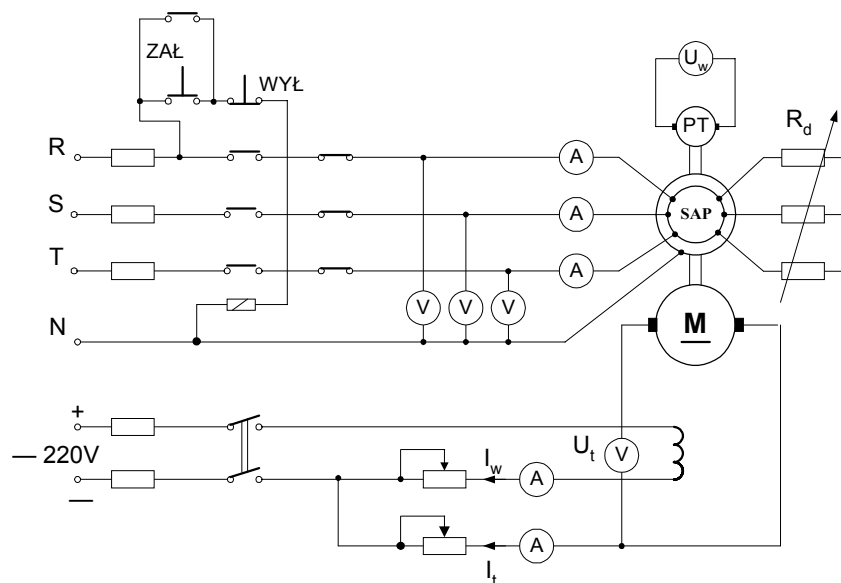 ZAŁ
WYŁ
U_w
PT
R_d
R
A
S
A
SAP
T
A
V
V
V
N
M
+
— 220V
—
U_t
V
I_w
A
I_t
A